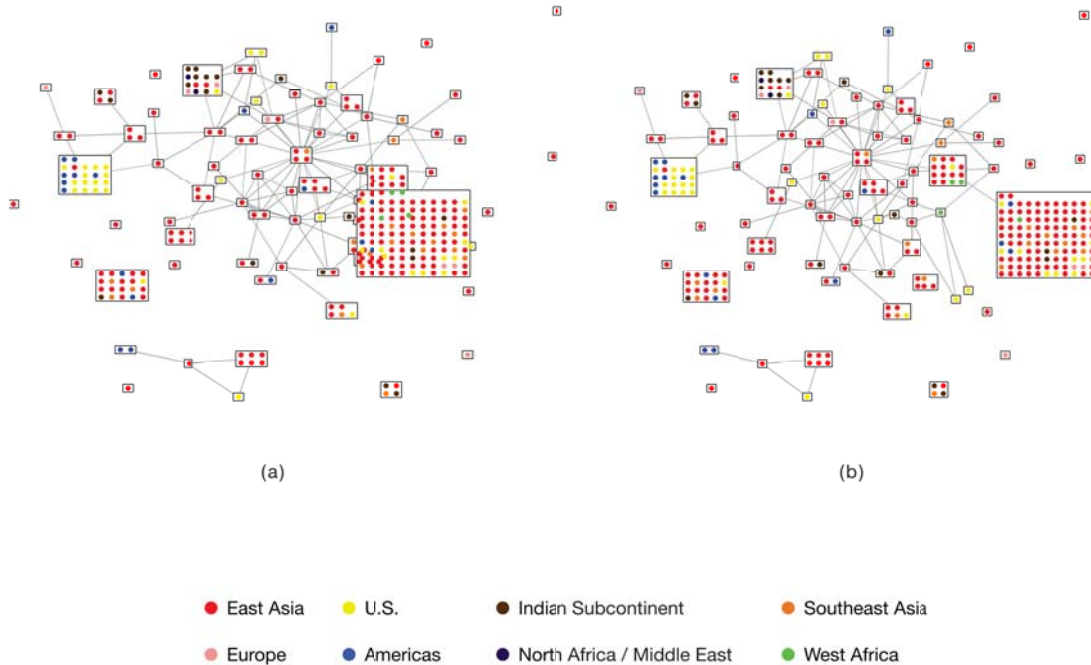 (a)
(b)
East Asia
U.S.
Indian Subcontinent
Southeast Asia
Europe
Americas
North Africa / Middle East
West Africa